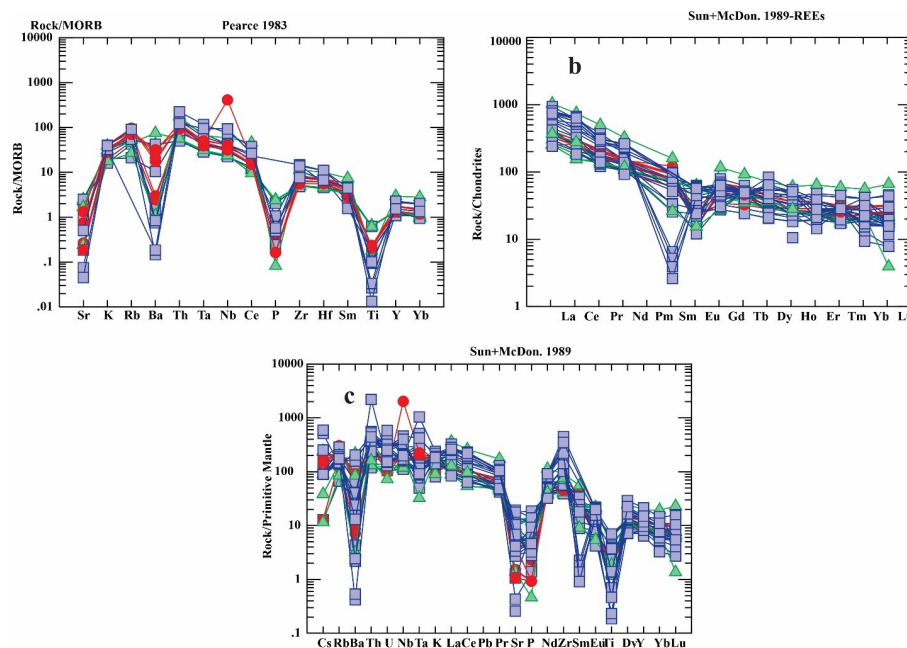 Rock/MORB
Pearce 1983
10000
1000
100
10
1
.1
.01
Rock/MORB
Sr K Rb Ba Th Ta Nb Ce P Zr Hf Sm Ti Y Yb
Sun+McDon. 1989-REEs
b
10000
1000
100
10
1
Rock/Chondrites
La Ce Pr Nd Pm Sm Eu Gd Tb Dy Ho Er Tm Yb L
Sun+McDon. 1989
c
10000
1000
100
10
1
.1
Rock/Primitive Mantle
Cs Rb Ba Th U Nb Ta K La Ce Pb Pr Sr P Nd Zr Sm Eu Ti Dy Y Yb Lu